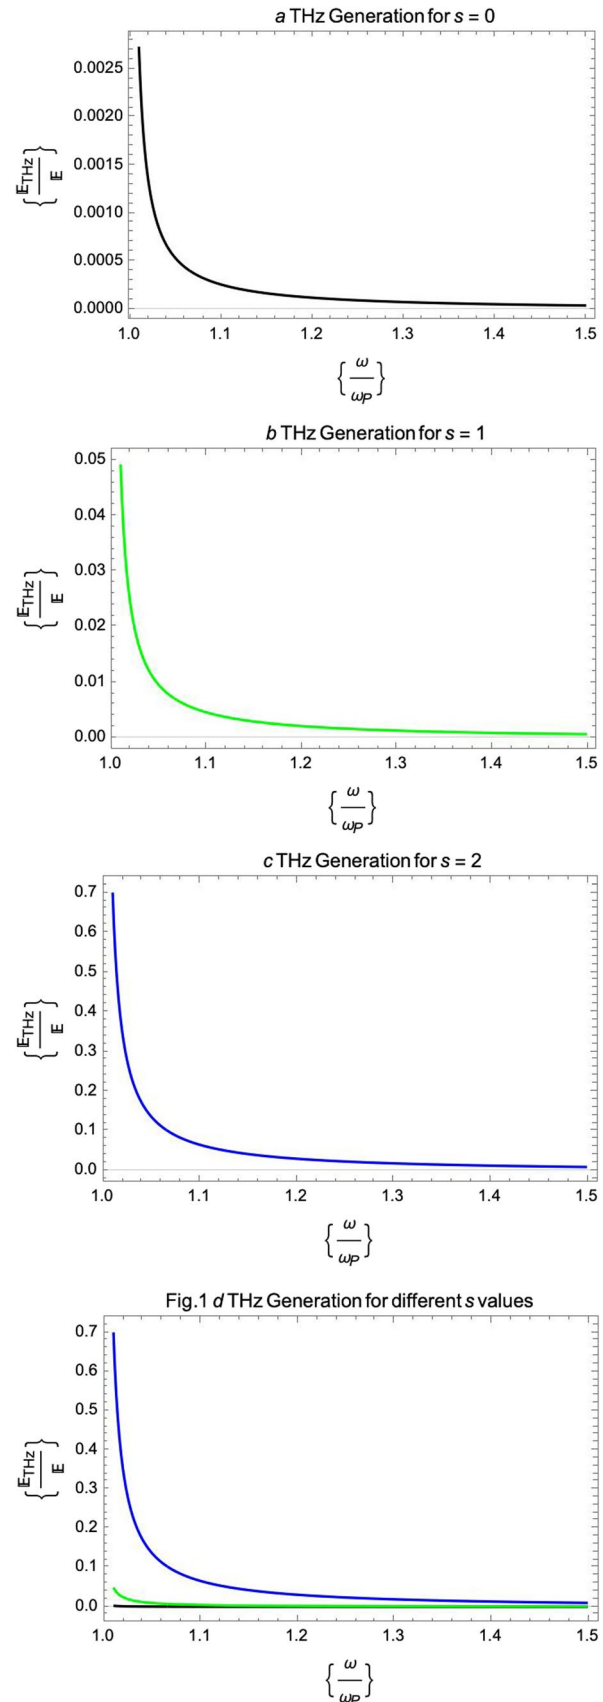 a THz Generation for s = 0
0.0025
0.0020
0.0015
0.0010
0.0005
0.0000
{E_THz / E}
1.0 1.1 1.2 1.3 1.4 1.5
{ω / ω_P}
b THz Generation for s = 1
0.05
0.04
0.03
0.02
0.01
0.00
{E_THz / E}
1.0 1.1 1.2 1.3 1.4 1.5
{ω / ω_P}
c THz Generation for s = 2
0.7
0.6
0.5
0.4
0.3
0.2
0.1
0.0
{E_THz / E}
1.0 1.1 1.2 1.3 1.4 1.5
{ω / ω_P}
Fig.1 d THz Generation for different s values
0.7
0.6
0.5
0.4
0.3
0.2
0.1
0.0
{E_THz / E}
1.0 1.1 1.2 1.3 1.4 1.5
{ω / ω_P}